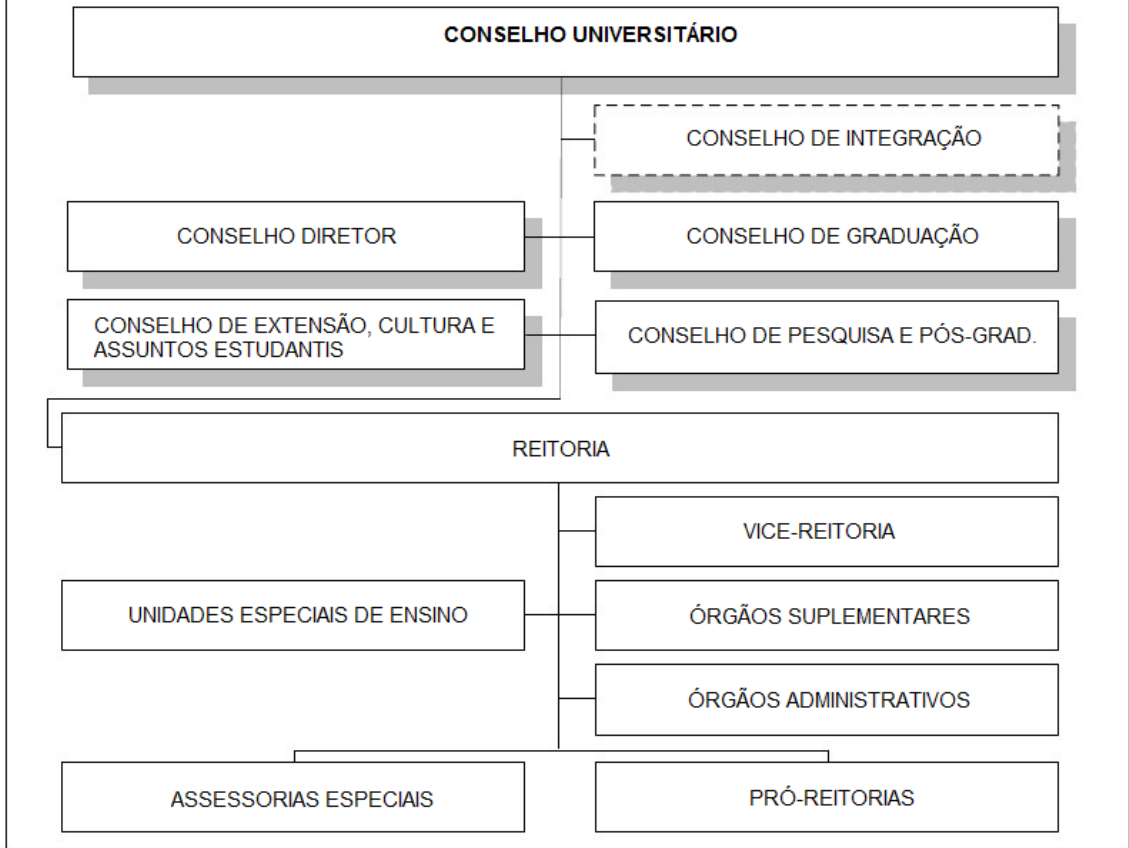 CONSELHO UNIVERSITÁRIO
CONSELHO DE INTEGRAÇÃO
CONSELHO DIRETOR
CONSELHO DE GRADUAÇÃO
CONSELHO DE EXTENSÃO, CULTURA E
ASSUNTOS ESTUDANTIS
CONSELHO DE PESQUISA E PÓS-GRAD.
REITORIA
VICE-REITORIA
UNIDADES ESPECIAIS DE ENSINO
ÓRGÃOS SUPLEMENTARES
ÓRGÃOS ADMINISTRATIVOS
ASSESSORIAS ESPECIAIS
PRÓ-REITORIAS